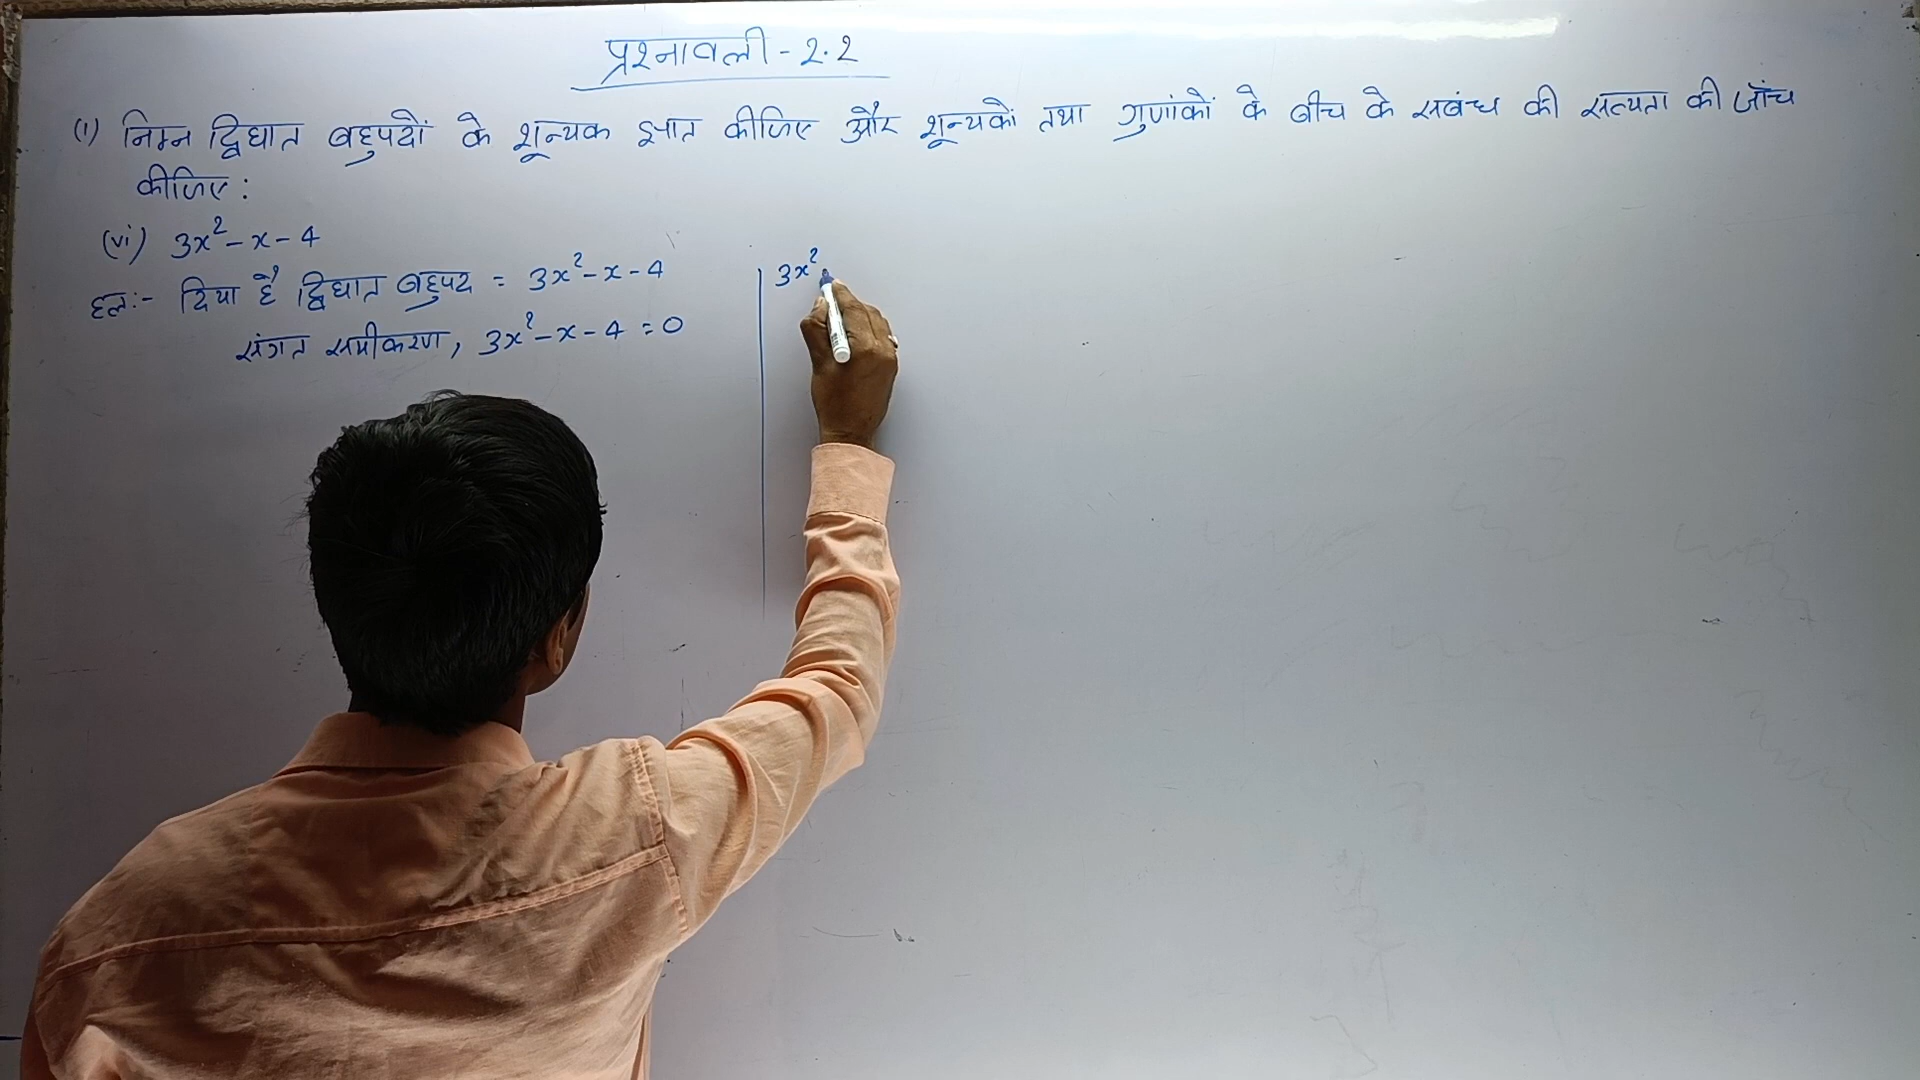 प्रश्नावली - 2.2
(1) निम्न द्विघात बहुपदों के शून्यक ज्ञात कीजिए और शून्यकों तथा गुणांकों के बीच के सबंध की सत्यता की जाँच
कीजिए:
(vi) 3x² - x - 4
हल:- दिया है द्विघात बहुपद = 3x² - x - 4
संगत समीकरण, 3x² - x - 4 = 0
3x²